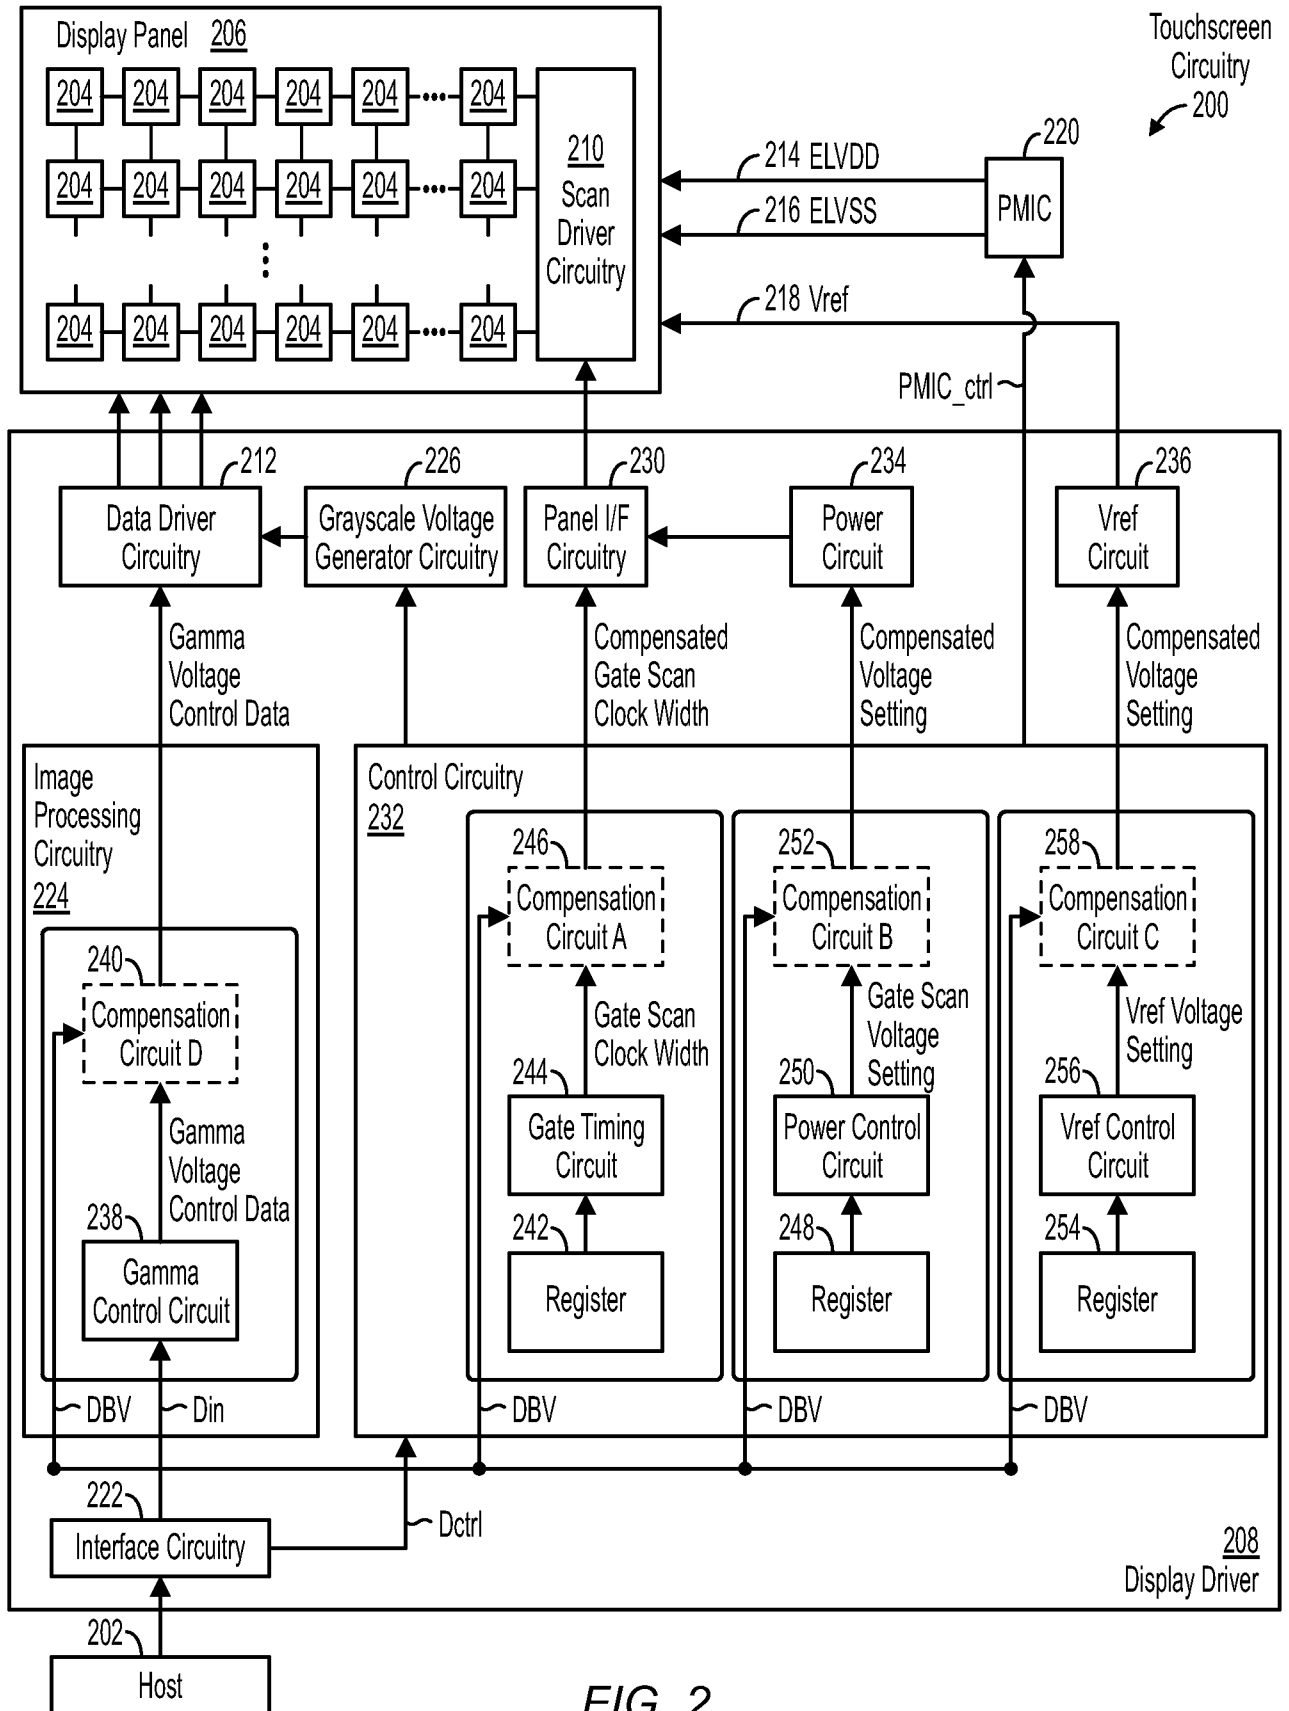 Display Panel 206
Touchscreen
Circuitry
200
204 204 204 204 204 204
204 204 204 204 204 204
204 204 204 204 204 204
210
Scan
Driver
Circuitry
214 ELVDD
216 ELVSS
218 Vref
220
PMIC
PMIC_ctrl
212
Data Driver
Circuitry
226
Grayscale Voltage
Generator Circuitry
230
Panel I/F
Circuitry
234
Power
Circuit
236
Vref
Circuit
Gamma
Voltage
Control Data
Compensated
Gate Scan
Clock Width
Compensated
Voltage
Setting
Compensated
Voltage
Setting
Image
Processing
Circuitry
224
240
Compensation
Circuit D
Gamma
Voltage
Control Data
238
Gamma
Control Circuit
Control Circuitry
232
246
Compensation
Circuit A
Gate Scan
Clock Width
244
Gate Timing
Circuit
242
Register
252
Compensation
Circuit B
Gate Scan
Voltage
Setting
250
Power Control
Circuit
248
Register
258
Compensation
Circuit C
Vref Voltage
Setting
256
Vref Control
Circuit
254
Register
DBV
Din
DBV
DBV
DBV
222
Interface Circuitry
Dctrl
208
Display Driver
202
Host
FIG. 2